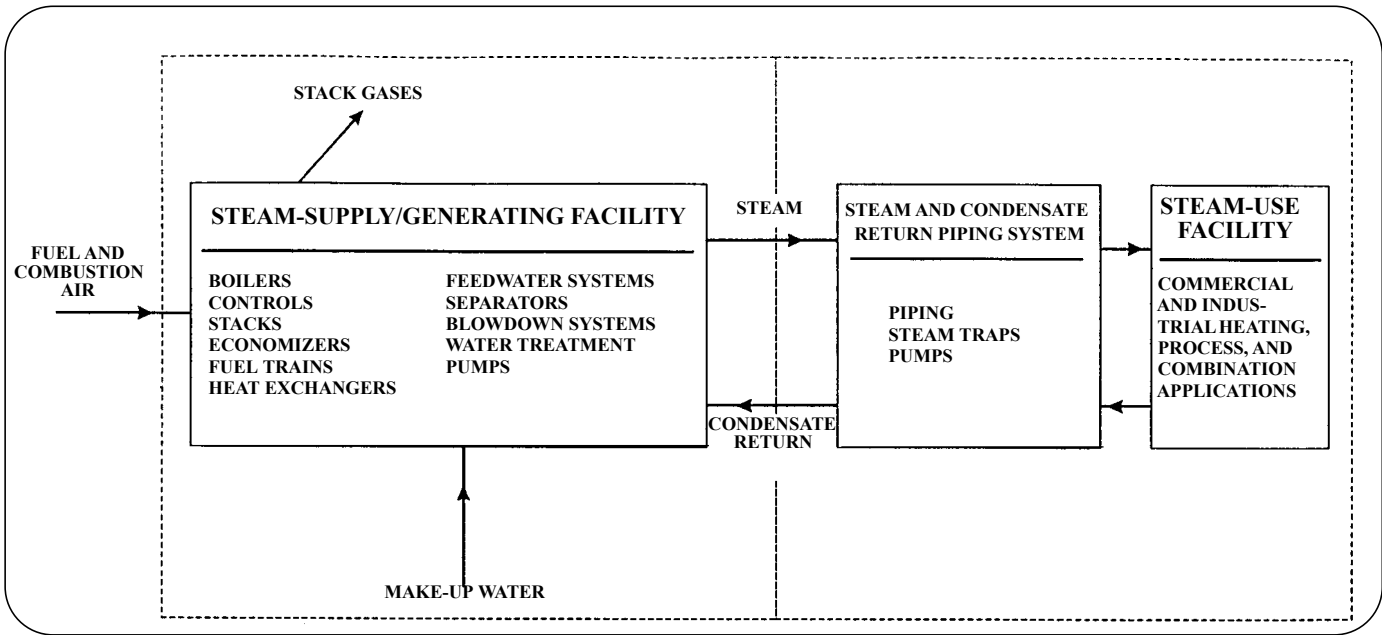 STACK GASES
STEAM-SUPPLY/GENERATING FACILITY
FUEL AND
COMBUSTION
AIR
BOILERS
CONTROLS
STACKS
ECONOMIZERS
FUEL TRAINS
HEAT EXCHANGERS
FEEDWATER SYSTEMS
SEPARATORS
BLOWDOWN SYSTEMS
WATER TREATMENT
PUMPS
MAKE-UP WATER
STEAM
CONDENSATE
RETURN
STEAM AND CONDENSATE
RETURN PIPING SYSTEM
PIPING
STEAM TRAPS
PUMPS
STEAM-USE
FACILITY
COMMERCIAL
AND INDUS-
TRIAL HEATING,
PROCESS, AND
COMBINATION
APPLICATIONS